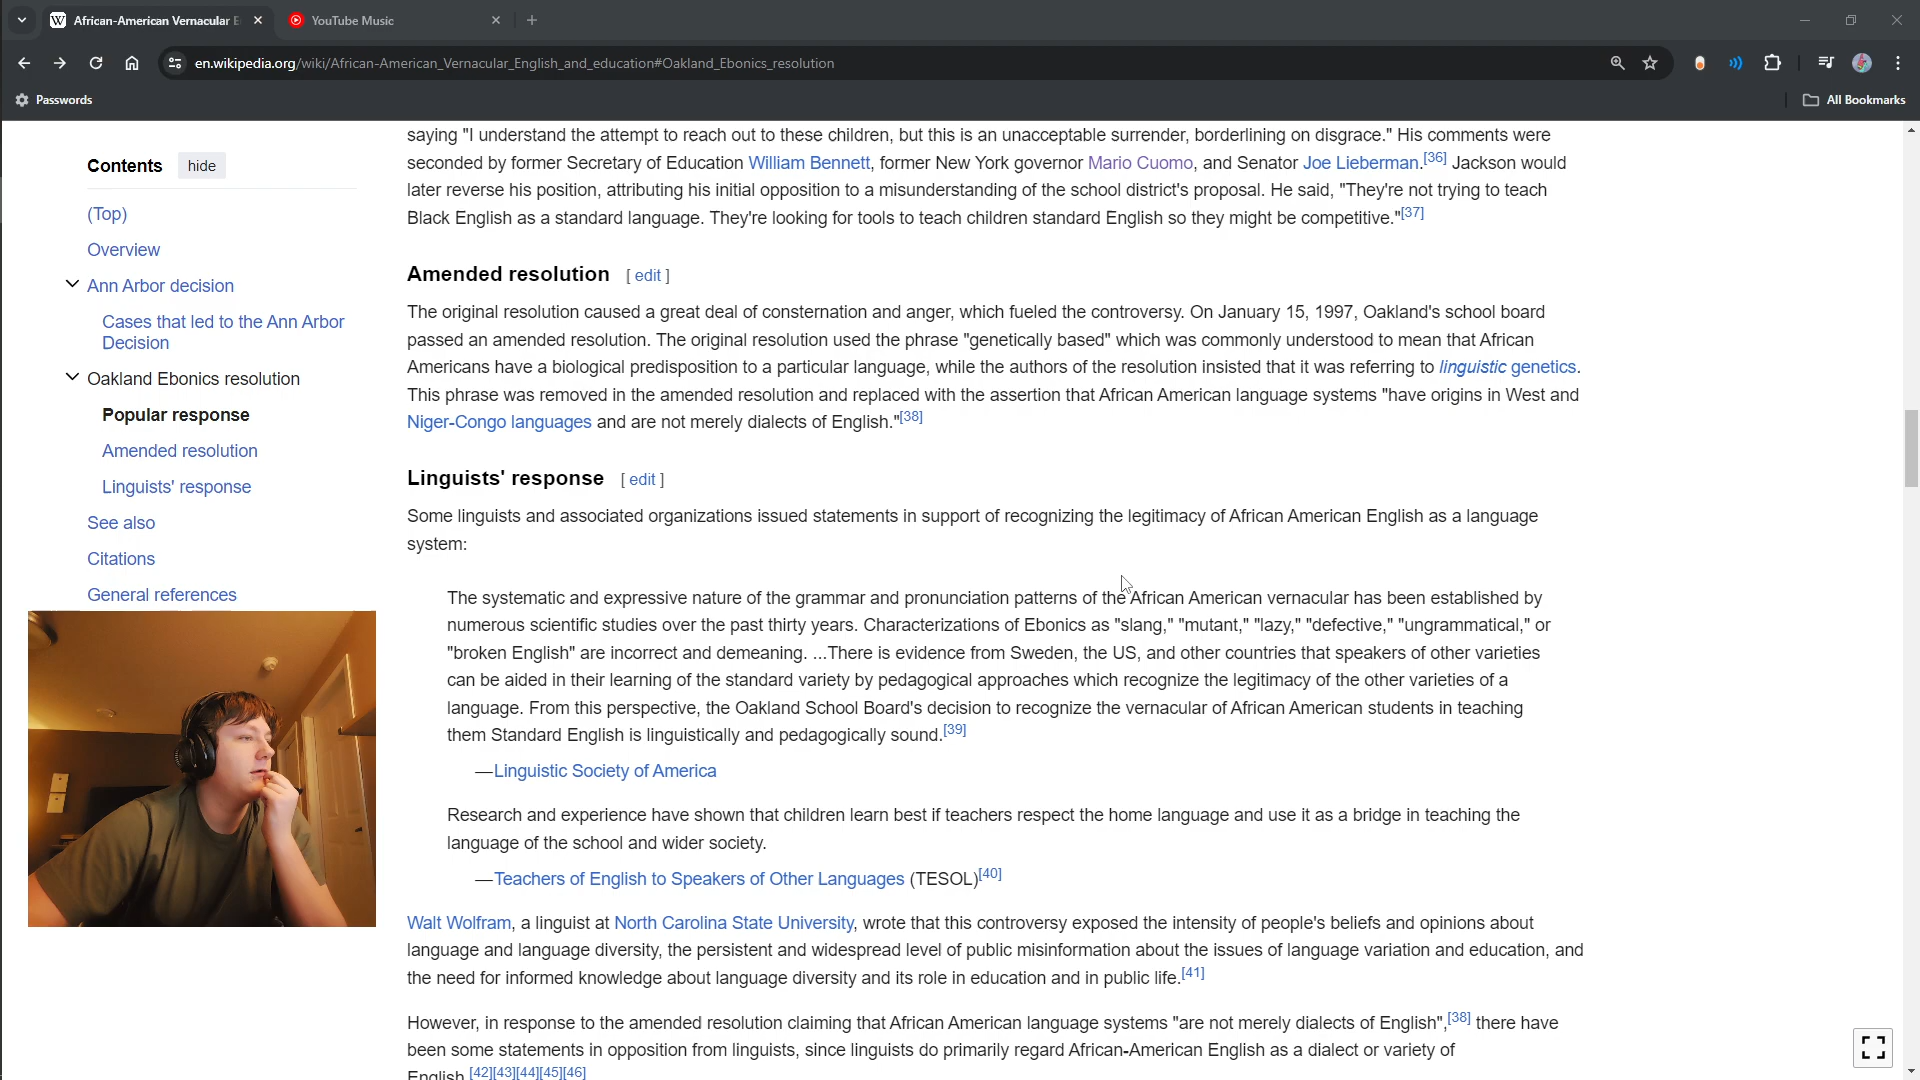 African-American Vernacular E
YouTube Music
en.wikipedia.org/wiki/African-American_Vernacular_English_and_education#Oakland_Ebonics_resolution
Passwords
All Bookmarks
Contents hide
(Top)
Overview
Ann Arbor decision
Cases that led to the Ann Arbor
Decision
Oakland Ebonics resolution
Popular response
Amended resolution
Linguists' response
See also
Citations
General references
saying "I understand the attempt to reach out to these children, but this is an unacceptable surrender, borderlining on disgrace." His comments were
seconded by former Secretary of Education William Bennett, former New York governor Mario Cuomo, and Senator Joe Lieberman.[36] Jackson would
later reverse his position, attributing his initial opposition to a misunderstanding of the school district's proposal. He said, "They're not trying to teach
Black English as a standard language. They're looking for tools to teach children standard English so they might be competitive."[37]
Amended resolution [ edit ]
The original resolution caused a great deal of consternation and anger, which fueled the controversy. On January 15, 1997, Oakland's school board
passed an amended resolution. The original resolution used the phrase "genetically based" which was commonly understood to mean that African
Americans have a biological predisposition to a particular language, while the authors of the resolution insisted that it was referring to linguistic genetics.
This phrase was removed in the amended resolution and replaced with the assertion that African American language systems "have origins in West and
Niger-Congo languages and are not merely dialects of English."[38]
Linguists' response [ edit ]
Some linguists and associated organizations issued statements in support of recognizing the legitimacy of African American English as a language
system:
The systematic and expressive nature of the grammar and pronunciation patterns of the African American vernacular has been established by
numerous scientific studies over the past thirty years. Characterizations of Ebonics as "slang," "mutant," "lazy," "defective," "ungrammatical," or
"broken English" are incorrect and demeaning. ...There is evidence from Sweden, the US, and other countries that speakers of other varieties
can be aided in their learning of the standard variety by pedagogical approaches which recognize the legitimacy of the other varieties of a
language. From this perspective, the Oakland School Board's decision to recognize the vernacular of African American students in teaching
them Standard English is linguistically and pedagogically sound.[39]
—Linguistic Society of America
Research and experience have shown that children learn best if teachers respect the home language and use it as a bridge in teaching the
language of the school and wider society.
—Teachers of English to Speakers of Other Languages (TESOL)[40]
Walt Wolfram, a linguist at North Carolina State University, wrote that this controversy exposed the intensity of people's beliefs and opinions about
language and language diversity, the persistent and widespread level of public misinformation about the issues of language variation and education, and
the need for informed knowledge about language diversity and its role in education and in public life.[41]
However, in response to the amended resolution claiming that African American language systems "are not merely dialects of English",[38] there have
been some statements in opposition from linguists, since linguists do primarily regard African-American English as a dialect or variety of
English.[42][43][44][45][46]